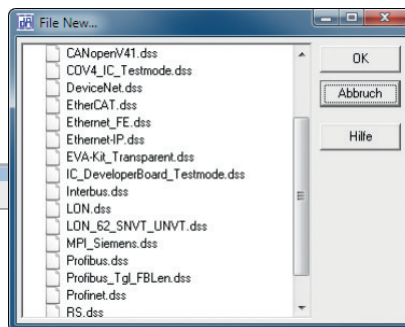 File New...
CANopenV41.dss
COV4_IC_Testmode.dss
DeviceNet.dss
EtherCAT.dss
Ethernet_FE.dss
Ethernet-IP.dss
EVA-Kit_Transparent.dss
IC_DeveloperBoard_Testmode.dss
Interbus.dss
LON.dss
LON_62_SNVT_UNVT.dss
MPI_Siemens.dss
Profibus.dss
Profibus_Tgl_FBLen.dss
Profinet.dss
RS.dss
OK
Abbruch
Hilfe